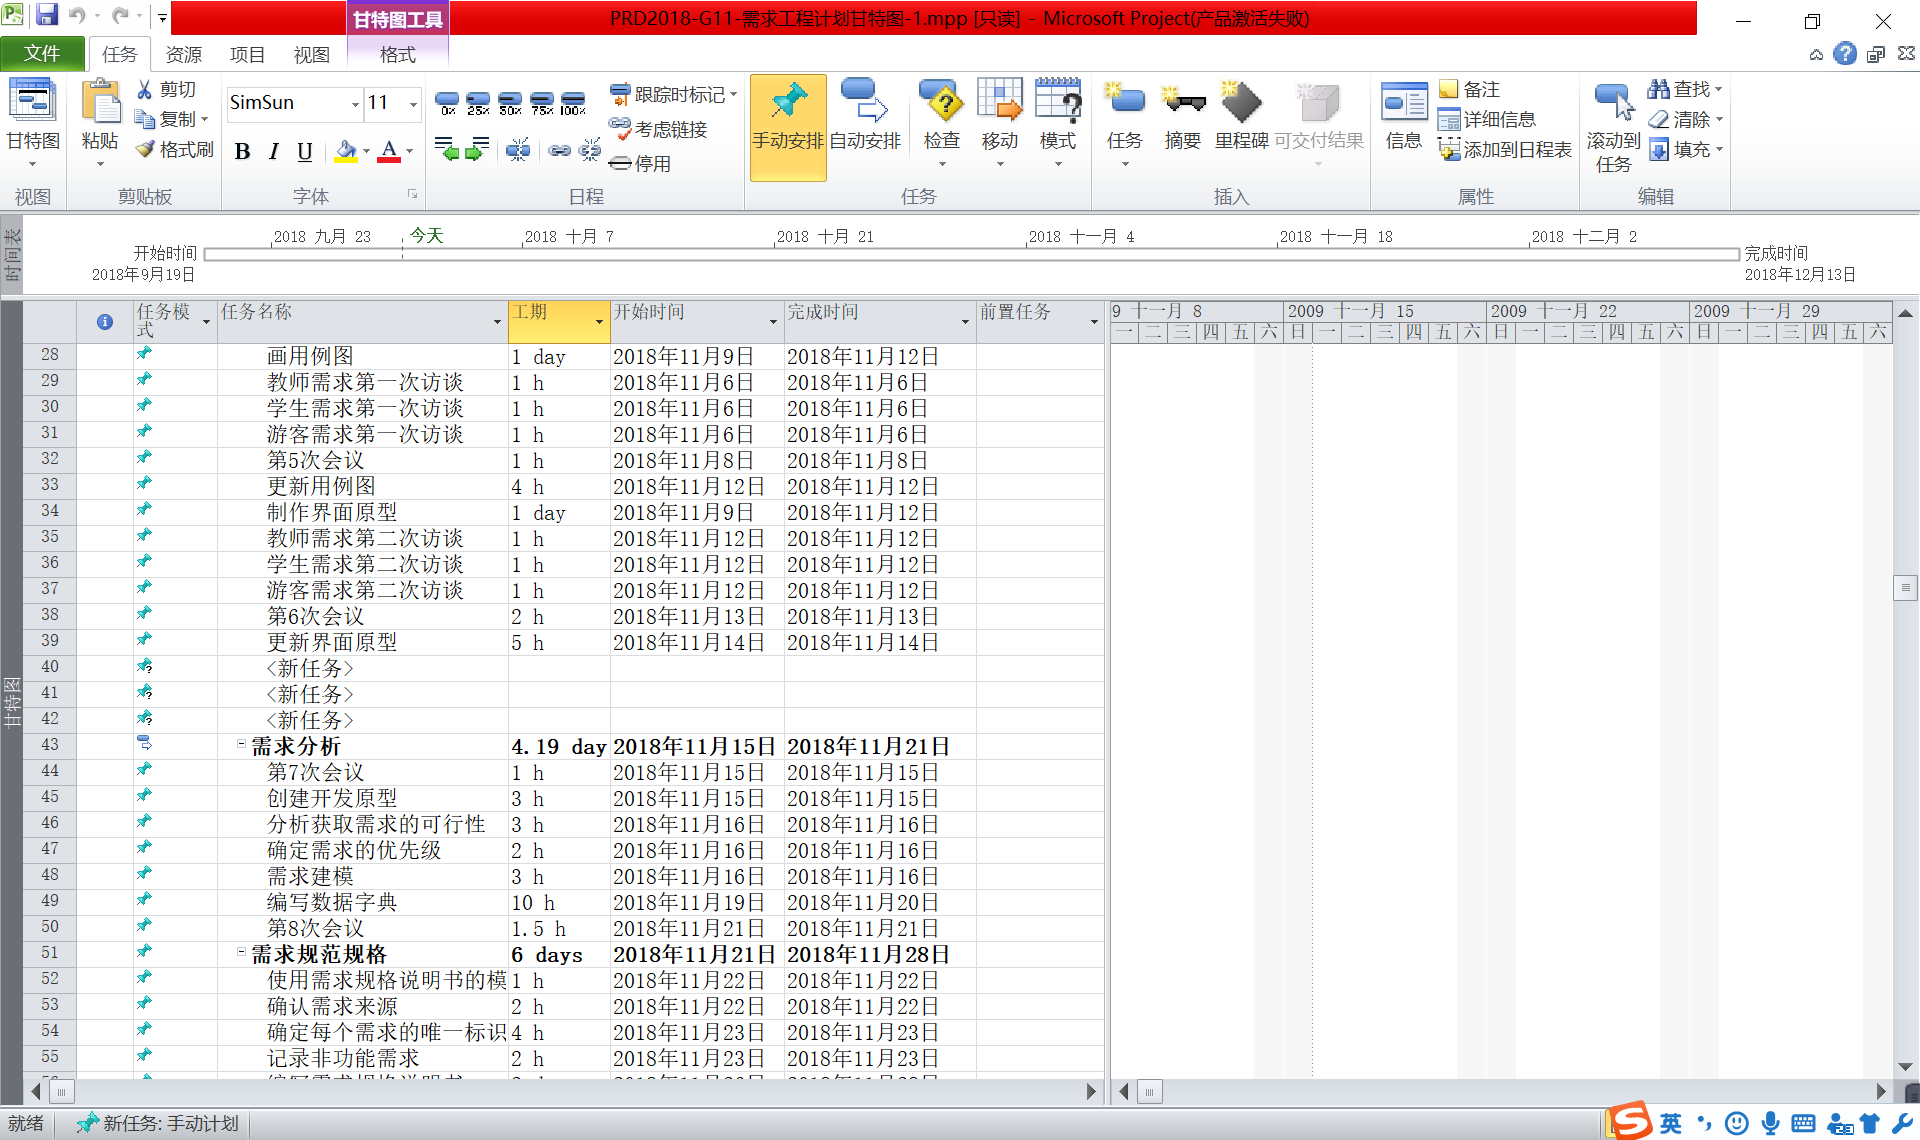 PRD2018-G11-需求工程计划甘特图-1.mpp [只读] - Microsoft Project(产品激活失败)
甘特图工具
文件 任务 资源 项目 视图 格式
甘特图
视图
粘贴
剪切
复制
格式刷
剪贴板
SimSun 11
B I U A
字体
0% 25% 50% 75% 100%
跟踪时标记
考虑链接
停用
日程
手动安排 自动安排 检查 移动 模式
任务
任务 摘要 里程碑 可交付结果
插入
信息
备注
详细信息
添加到日程表
属性
滚动到任务
查找
清除
填充
编辑
时间表
2018 九月 23 今天 2018 十月 7 2018 十月 21 2018 十一月 4 2018 十一月 18 2018 十二月 2
开始时间 完成时间
2018年9月19日 2018年12月13日
任务模式 任务名称 工期 开始时间 完成时间 前置任务
9 十一月 8 2009 十一月 15 2009 十一月 22 2009 十一月 29
一 二 三 四 五 六 日 一 二 三 四 五 六 日 一 二 三 四 五 六 日 一 二 三 四 五 六
28 画用例图 1 day 2018年11月9日 2018年11月12日
29 教师需求第一次访谈 1 h 2018年11月6日 2018年11月6日
30 学生需求第一次访谈 1 h 2018年11月6日 2018年11月6日
31 游客需求第一次访谈 1 h 2018年11月6日 2018年11月6日
32 第5次会议 1 h 2018年11月8日 2018年11月8日
33 更新用例图 4 h 2018年11月12日 2018年11月12日
34 制作界面原型 1 day 2018年11月9日 2018年11月12日
35 教师需求第二次访谈 1 h 2018年11月12日 2018年11月12日
36 学生需求第二次访谈 1 h 2018年11月12日 2018年11月12日
37 游客需求第二次访谈 1 h 2018年11月12日 2018年11月12日
38 第6次会议 2 h 2018年11月13日 2018年11月13日
39 更新界面原型 5 h 2018年11月14日 2018年11月14日
40 <新任务>
41 <新任务>
42 <新任务>
43 需求分析 4.19 day 2018年11月15日 2018年11月21日
44 第7次会议 1 h 2018年11月15日 2018年11月15日
45 创建开发原型 3 h 2018年11月15日 2018年11月15日
46 分析获取需求的可行性 3 h 2018年11月16日 2018年11月16日
47 确定需求的优先级 2 h 2018年11月16日 2018年11月16日
48 需求建模 3 h 2018年11月16日 2018年11月16日
49 编写数据字典 10 h 2018年11月19日 2018年11月20日
50 第8次会议 1.5 h 2018年11月21日 2018年11月21日
51 需求规范规格 6 days 2018年11月21日 2018年11月28日
52 使用需求规格说明书的模 1 h 2018年11月22日 2018年11月22日
53 确认需求来源 2 h 2018年11月22日 2018年11月22日
54 确定每个需求的唯一标识 4 h 2018年11月23日 2018年11月23日
55 记录非功能需求 2 h 2018年11月23日 2018年11月23日
甘特图
就绪 新任务: 手动计划
英